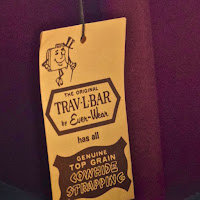 THE ORIGINAL
TRAV-L-BAR
by Ever-Wear
has all
GENUINE
TOP GRAIN
COWHIDE
STRAPPING